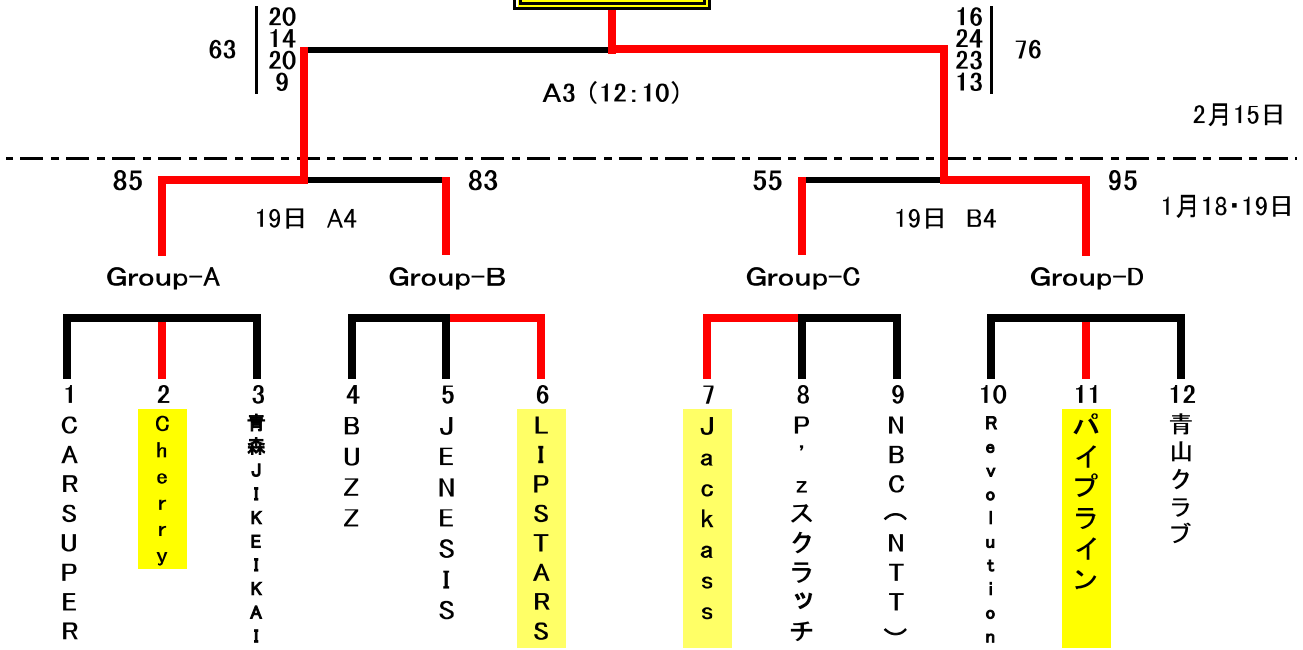 20
14
20
9
63
16
24
23
13
76
A3（12：10）
2月15日
85
83
55
95
1月18・19日
19日 A4
19日 B4
Group-A
Group-B
Group-C
Group-D
1
2
3
4
5
6
7
8
9
10
11
12
CARSUPER
Cherry
青森JIKEIKAI
BUZZ
JENESIS
LIPSTARS
Jackass
P'zスクラッチ
NBC（NTT）
Revolution
パイプライン
青山クラブ